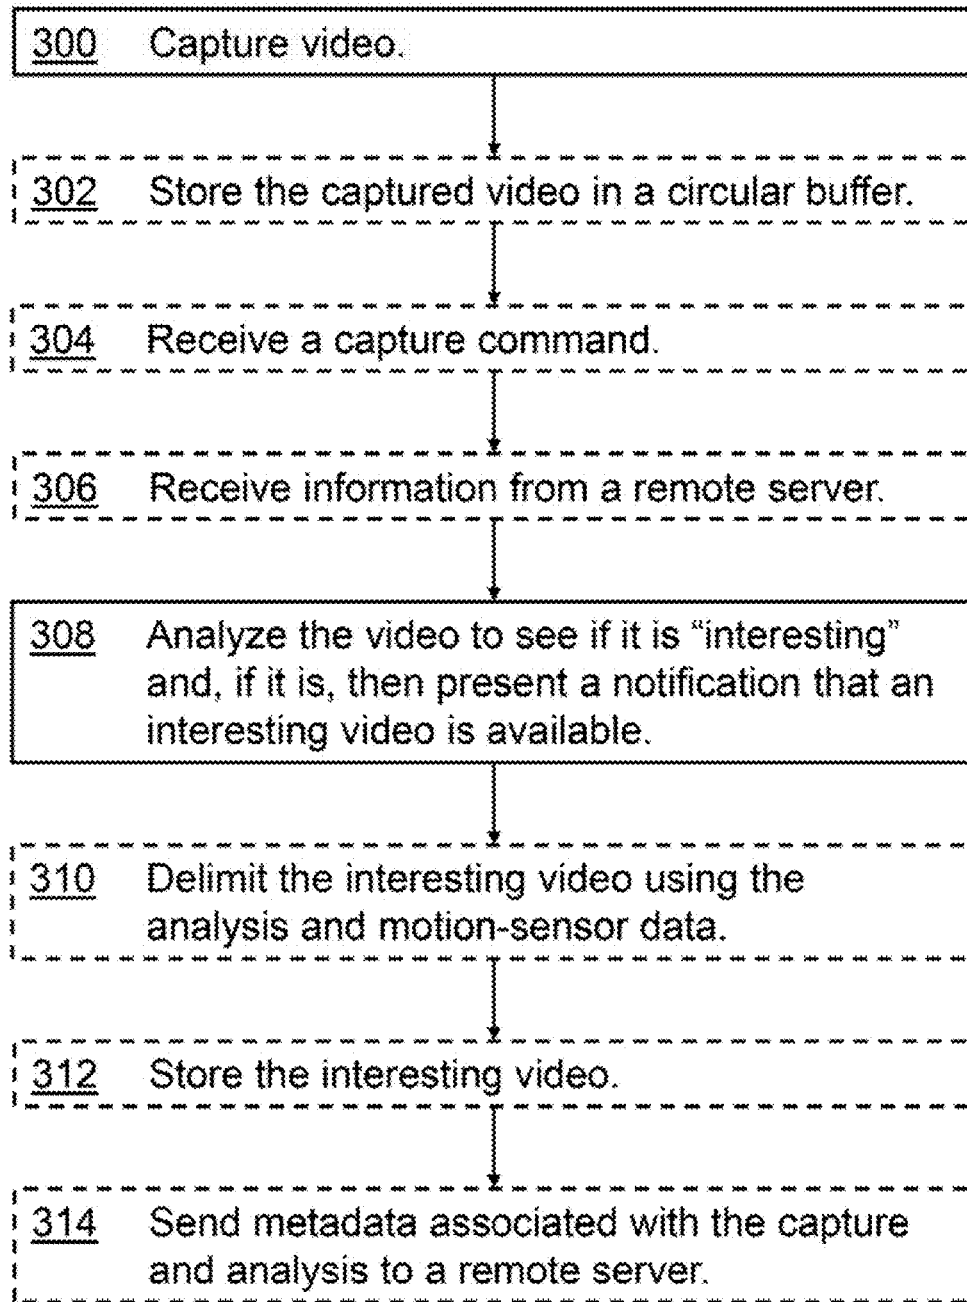 300 Capture video.
302 Store the captured video in a circular buffer.
304 Receive a capture command.
306 Receive information from a remote server.
308 Analyze the video to see if it is “interesting”
and, if it is, then present a notification that an
interesting video is available.
310 Delimit the interesting video using the
analysis and motion-sensor data.
312 Store the interesting video.
314 Send metadata associated with the capture
and analysis to a remote server.